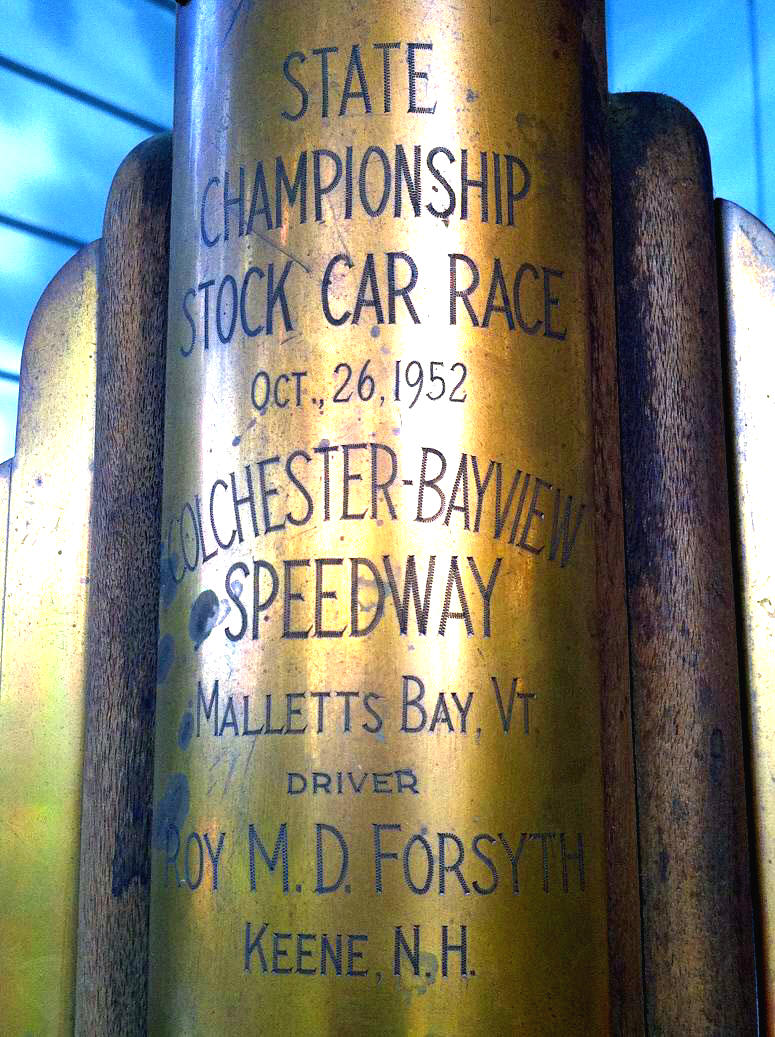 STATE
CHAMPIONSHIP
STOCK CAR RACE
OCT., 26, 1952
COLCHESTER-BAYVIEW
SPEEDWAY
MALLETTS BAY, VT.
DRIVER
ROY M. D. FORSYTH
KEENE, N.H.